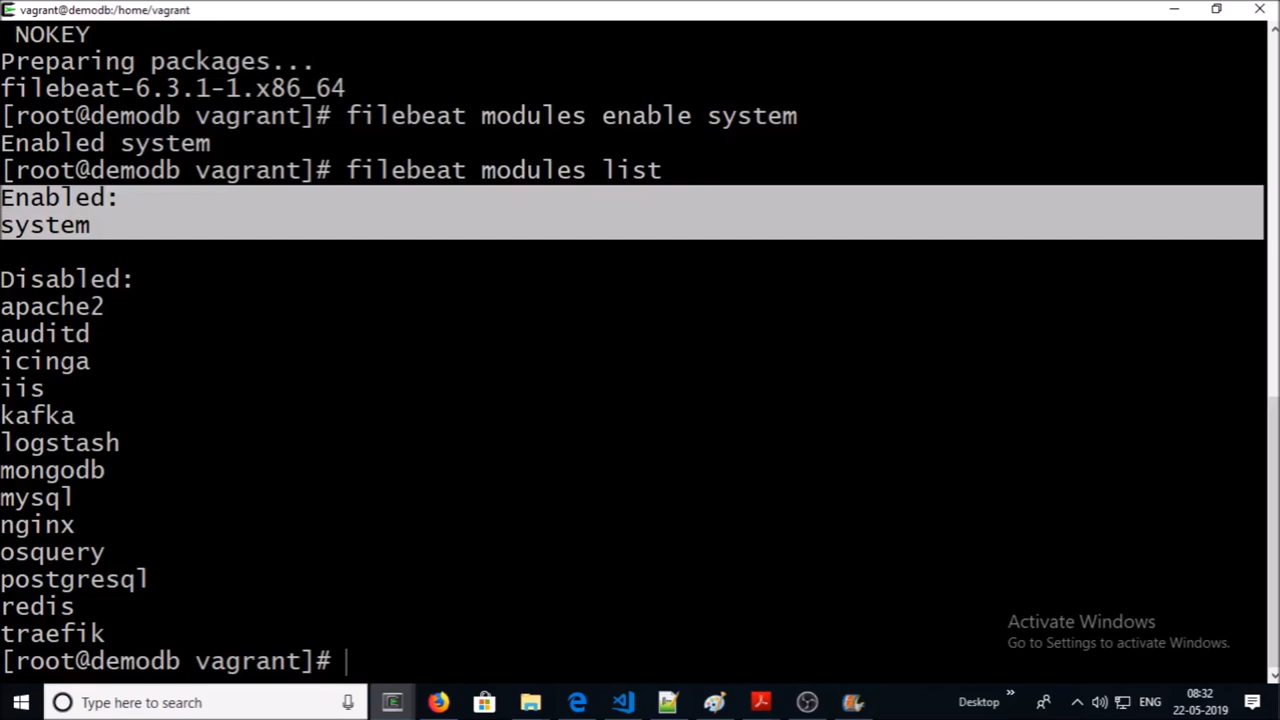 vagrant@demodb:/home/vagrant
NOKEY
Preparing packages...
filebeat-6.3.1-1.x86_64
[root@demodb vagrant]# filebeat modules enable system
Enabled system
[root@demodb vagrant]# filebeat modules list
Enabled:
system
Disabled:
apache2
auditd
icinga
iis
kafka
logstash
mongodb
mysql
nginx
osquery
postgresql
redis
traefik
[root@demodb vagrant]#
Activate Windows
Go to Settings to activate Windows.
Type here to search
Desktop
ENG
08:32
22-05-2019